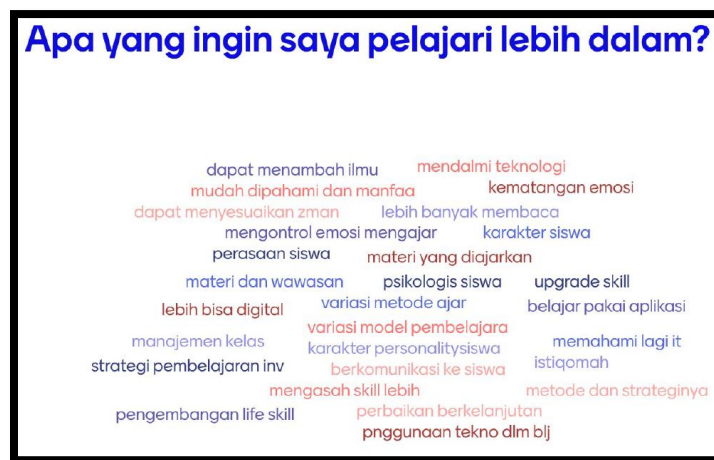 Apa yang ingin saya pelajari lebih dalam?
dapat menambah ilmu
mendalmi teknologi
mudah dipahami dan manfaa
kematangan emosi
dapat menyesuaikan zman
lebih banyak membaca
mengontrol emosi mengajar
karakter siswa
perasaan siswa
materi yang diajarkan
materi dan wawasan
psikologis siswa
upgrade skill
lebih bisa digital
variasi metode ajar
belajar pakai aplikasi
variasi model pembelajara
manajemen kelas
karakter personalitysiswa
memahami lagi it
strategi pembelajaran inv
berkomunikasi ke siswa
istiqomah
mengasah skill lebih
metode dan strateginya
pengembangan life skill
perbaikan berkelanjutan
pnggunaan tekno dlm blj